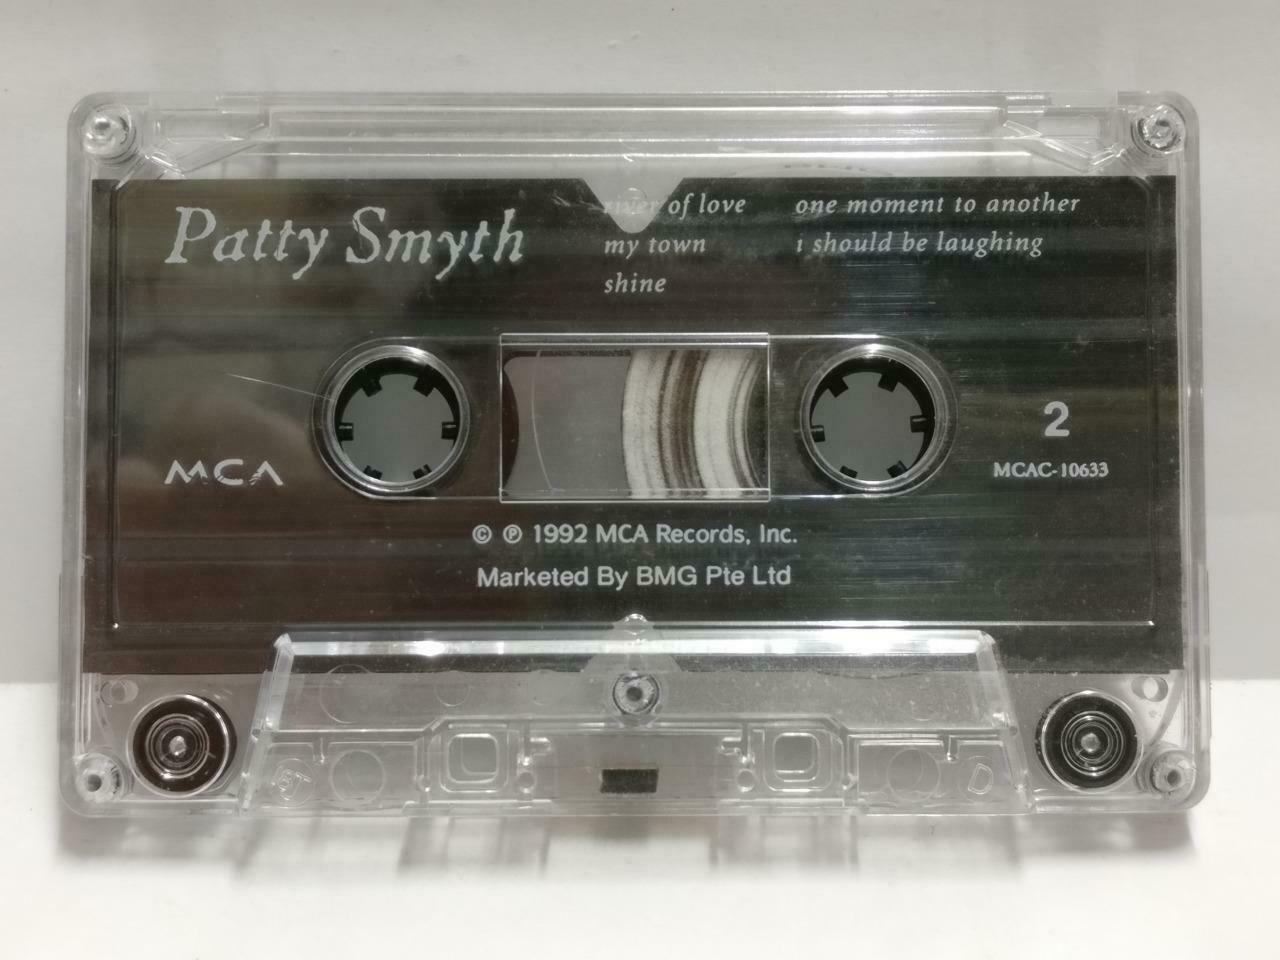 Patty Smyth
river of love
my town
shine
one moment to another
i should be laughing
2
MCA
MCAC-10633
© ℗ 1992 MCA Records, Inc.
Marketed By BMG Pte Ltd